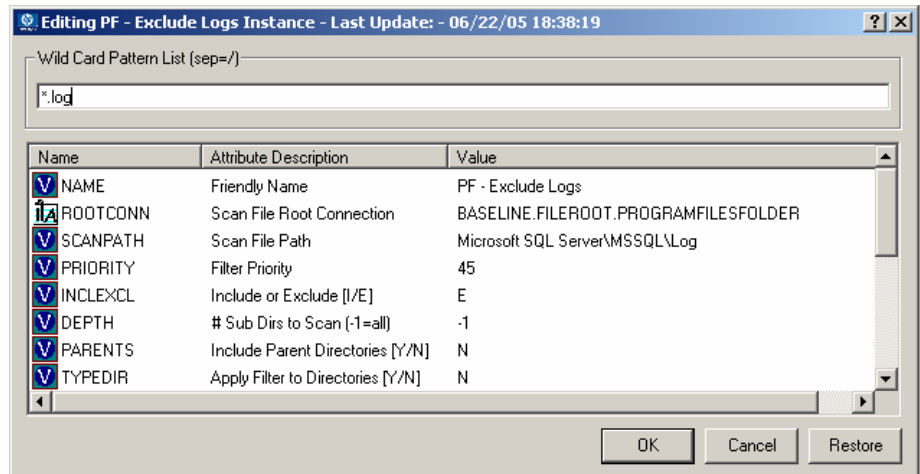 Editing PF - Exclude Logs Instance - Last Update: - 06/22/05 18:38:19
Wild Card Pattern List (sep=/)
*.log
Name Attribute Description Value
NAME Friendly Name PF - Exclude Logs
ROOTCONN Scan File Root Connection BASELINE.FILEROOT.PROGRAMFILESFOLDER
SCANPATH Scan File Path Microsoft SQL Server\MSSQL\Log
PRIORITY Filter Priority 45
INCLEXCL Include or Exclude [I/E] E
DEPTH # Sub Dirs to Scan (-1=all) -1
PARENTS Include Parent Directories [Y/N] N
TYPEDIR Apply Filter to Directories [Y/N] N
OK Cancel Restore